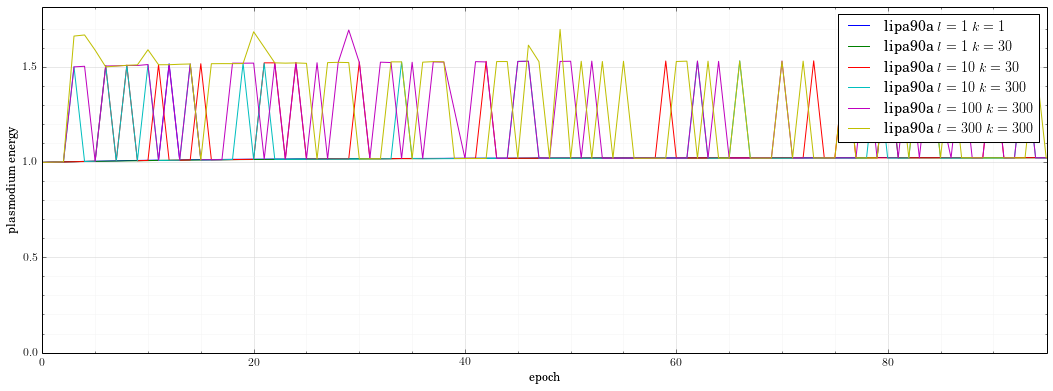 lipa90a l = 1 k = 1
lipa90a l = 1 k = 30
lipa90a l = 10 k = 30
lipa90a l = 10 k = 300
lipa90a l = 100 k = 300
lipa90a l = 300 k = 300
plasmodium energy
1.5
1.0
0.5
0.0
0 20 40 60 80
epoch